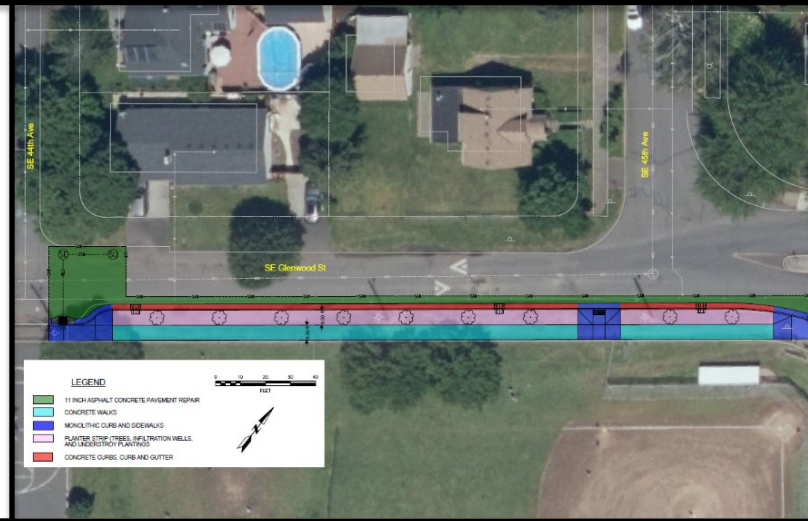 SE 44th Ave
SE 45th Ave
SE Glenwood St
LEGEND
FEET
11 INCH ASPHALT CONCRETE PAVEMENT REPAIR
CONCRETE WALKS
MONOLITHIC CURB AND SIDEWALKS
PLANTER STRIP (TREES, INFILTRATION WELLS,
AND UNDERSTROY PLANTINGS
CONCRETE CURBS, CURB AND GUTTER